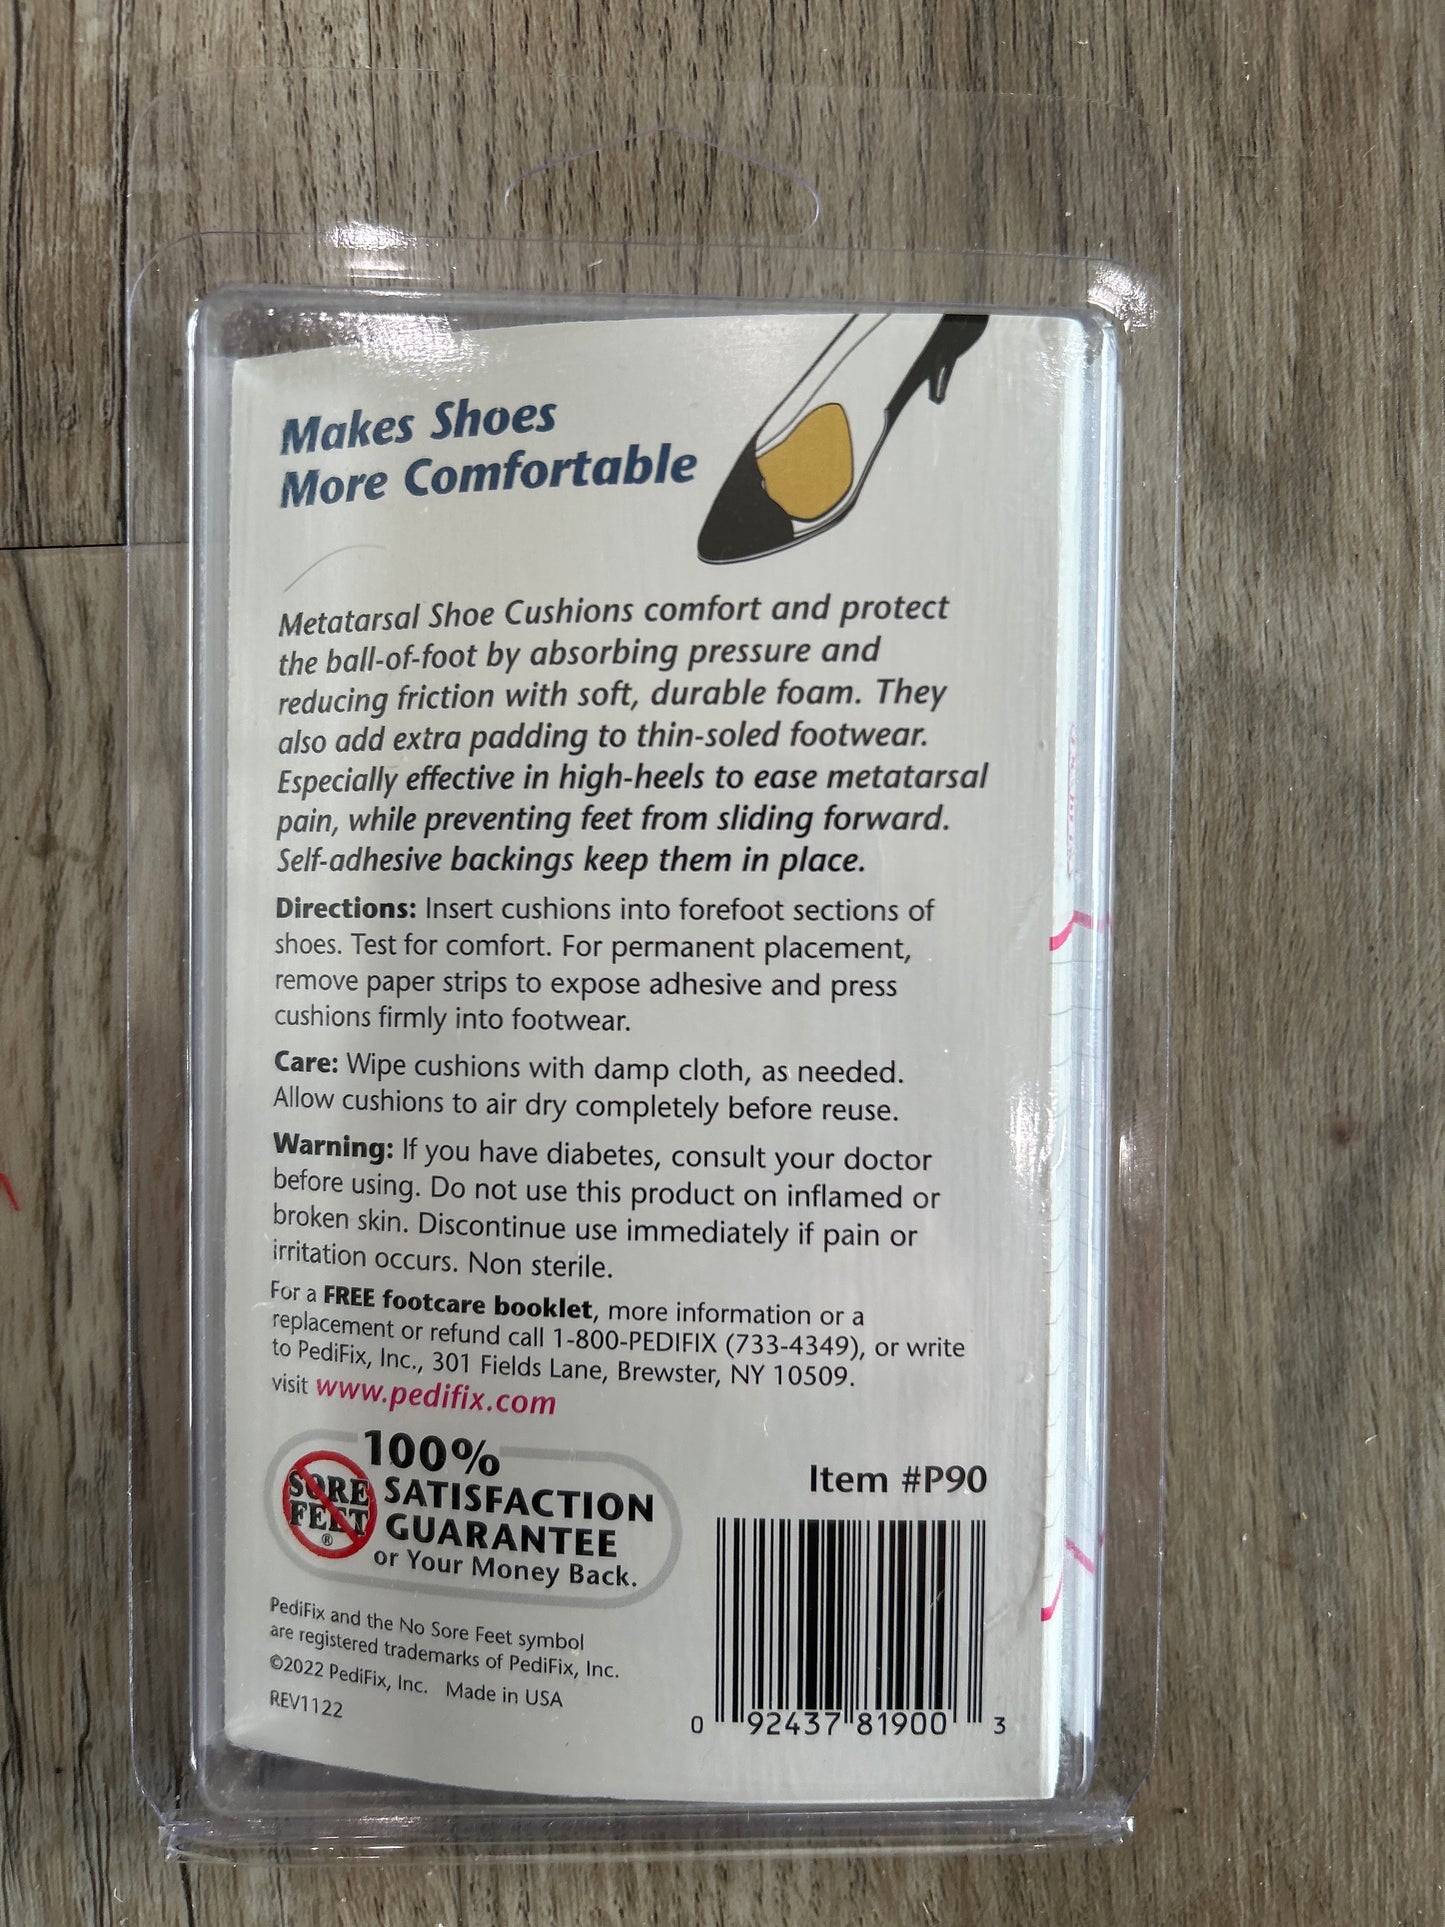 Makes Shoes
More Comfortable
Metatarsal Shoe Cushions comfort and protect
the ball-of-foot by absorbing pressure and
reducing friction with soft, durable foam. They
also add extra padding to thin-soled footwear.
Especially effective in high-heels to ease metatarsal
pain, while preventing feet from sliding forward.
Self-adhesive backings keep them in place.
Directions: Insert cushions into forefoot sections of
shoes. Test for comfort. For permanent placement,
remove paper strips to expose adhesive and press
cushions firmly into footwear.
Care: Wipe cushions with damp cloth, as needed.
Allow cushions to air dry completely before reuse.
Warning: If you have diabetes, consult your doctor
before using. Do not use this product on inflamed or
broken skin. Discontinue use immediately if pain or
irritation occurs. Non sterile.
For a FREE footcare booklet, more information or a
replacement or refund call 1-800-PEDIFIX (733-4349), or write
to PediFix, Inc., 301 Fields Lane, Brewster, NY 10509.
visit www.pedifix.com
SORE
FEET
®
100%
SATISFACTION
GUARANTEE
or Your Money Back.
PediFix and the No Sore Feet symbol
are registered trademarks of PediFix, Inc.
©2022 PediFix, Inc. Made in USA
REV1122
Item #P90
0 92437 81900 3